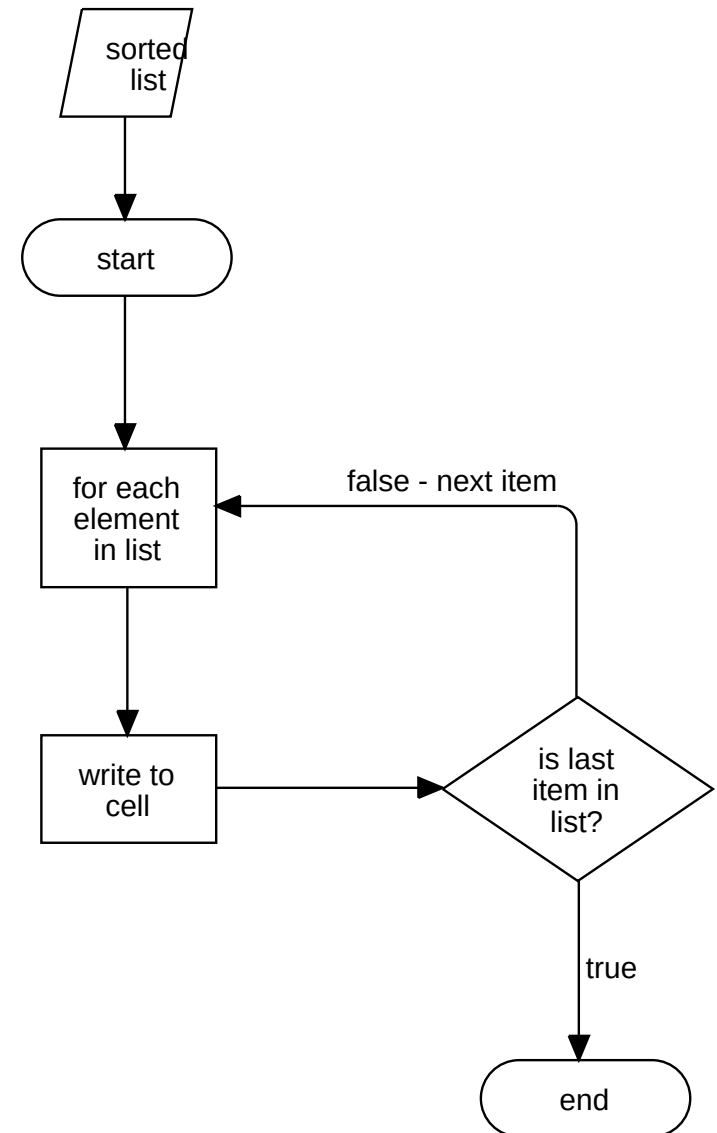 sorted
list
start
for each
element
in list
false - next item
write to
cell
is last
item in
list?
true
end